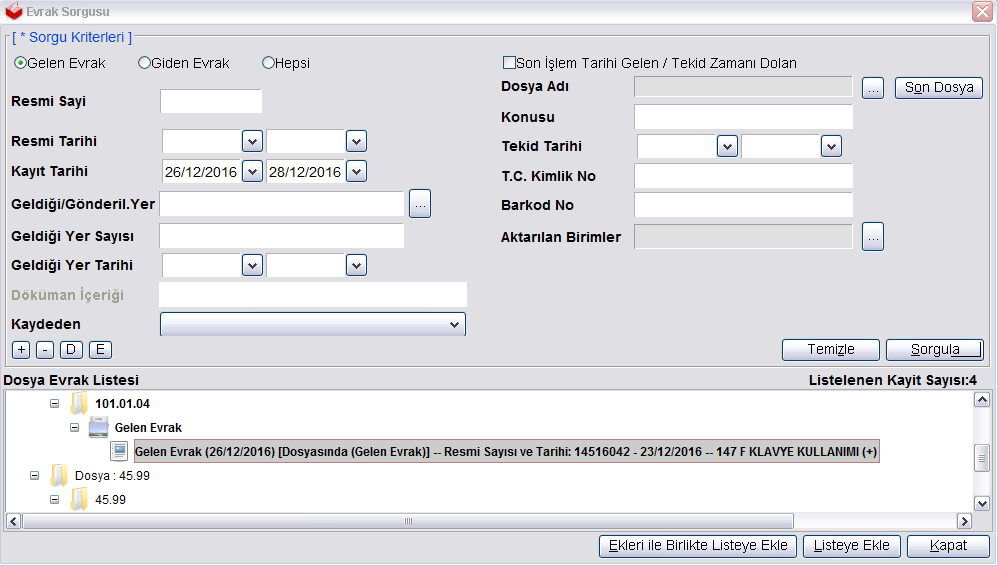 Evrak Sorgusu
[ * Sorgu Kriterleri ]
Gelen Evrak Giden Evrak Hepsi
Son İşlem Tarihi Gelen / Tekid Zamanı Dolan
Resmi Sayi
Dosya Adı ... Son Dosya
Konusu
Resmi Tarihi
Tekid Tarihi
Kayıt Tarihi 26/12/2016 28/12/2016
T.C. Kimlik No
Geldiği/Gönderil.Yer ...
Barkod No
Geldiği Yer Sayısı
Aktarılan Birimler ...
Geldiği Yer Tarihi
Döküman İçeriği
Kaydeden
+ - D E
Temizle Sorgula
Dosya Evrak Listesi Listelenen Kayit Sayısı:4
101.01.04
Gelen Evrak
Gelen Evrak (26/12/2016) [Dosyasında (Gelen Evrak)] -- Resmi Sayısı ve Tarihi: 14516042 - 23/12/2016 -- 147 F KLAVYE KULLANIMI (+)
Dosya : 45.99
45.99
Ekleri ile Birlikte Listeye Ekle Listeye Ekle Kapat